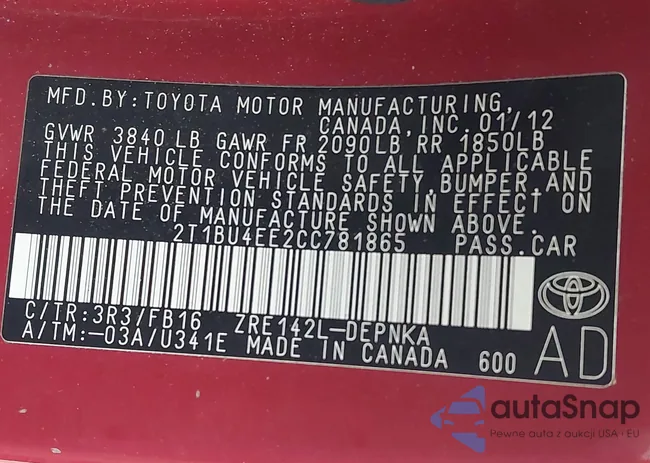 MFD. BY: TOYOTA MOTOR MANUFACTURING,
CANADA, INC. 01/12
GVWR 3840 LB GAWR FR 2090LB RR 1850LB
THIS VEHICLE CONFORMS TO ALL APPLICABLE
FEDERAL MOTOR VEHICLE SAFETY, BUMPER, AND
THEFT PREVENTION STANDARDS IN EFFECT ON
THE DATE OF MANUFACTURE SHOWN ABOVE.
2T1BU4EE2CC781865 PASS. CAR
C/TR: 3R3/FB16 ZRE142L-DEPNKA
A/TM: -03A/U341E MADE IN CANADA 600 AD
autaSnap
Pewne auta z aukcji USA · EU